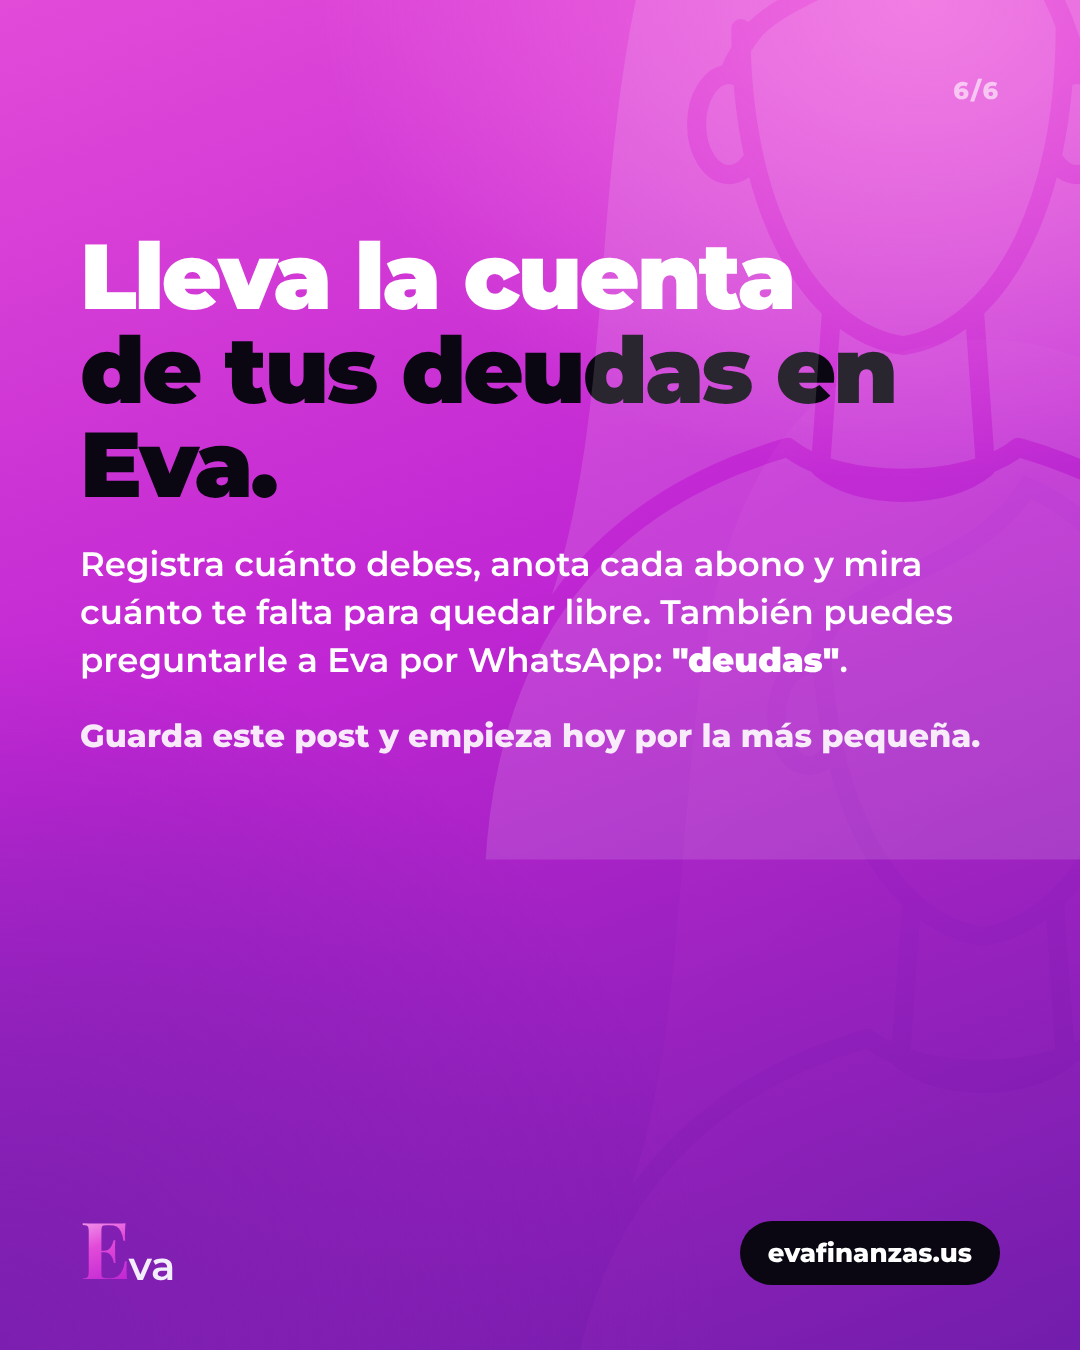 6/6
Lleva la cuenta
de tus deudas en
Eva.
Registra cuánto debes, anota cada abono y mira
cuánto te falta para quedar libre. También puedes
preguntarle a Eva por WhatsApp: "deudas".
Guarda este post y empieza hoy por la más pequeña.
Eva
evafinanzas.us